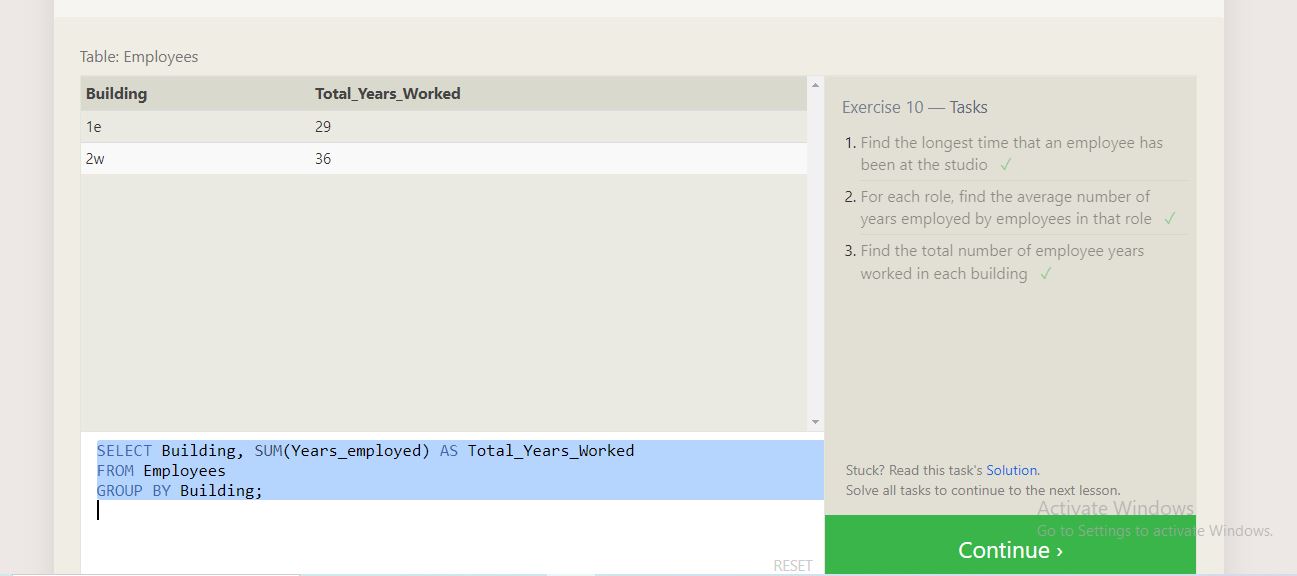 Table: Employees
Building Total_Years_Worked
1e 29
2w 36
SELECT Building, SUM(Years_employed) AS Total_Years_Worked
FROM Employees
GROUP BY Building;
RESET
Exercise 10 — Tasks
1. Find the longest time that an employee has
been at the studio ✓
2. For each role, find the average number of
years employed by employees in that role ✓
3. Find the total number of employee years
worked in each building ✓
Stuck? Read this task's Solution.
Solve all tasks to continue to the next lesson.
Continue ›
Activate Windows
Go to Settings to activate Windows.